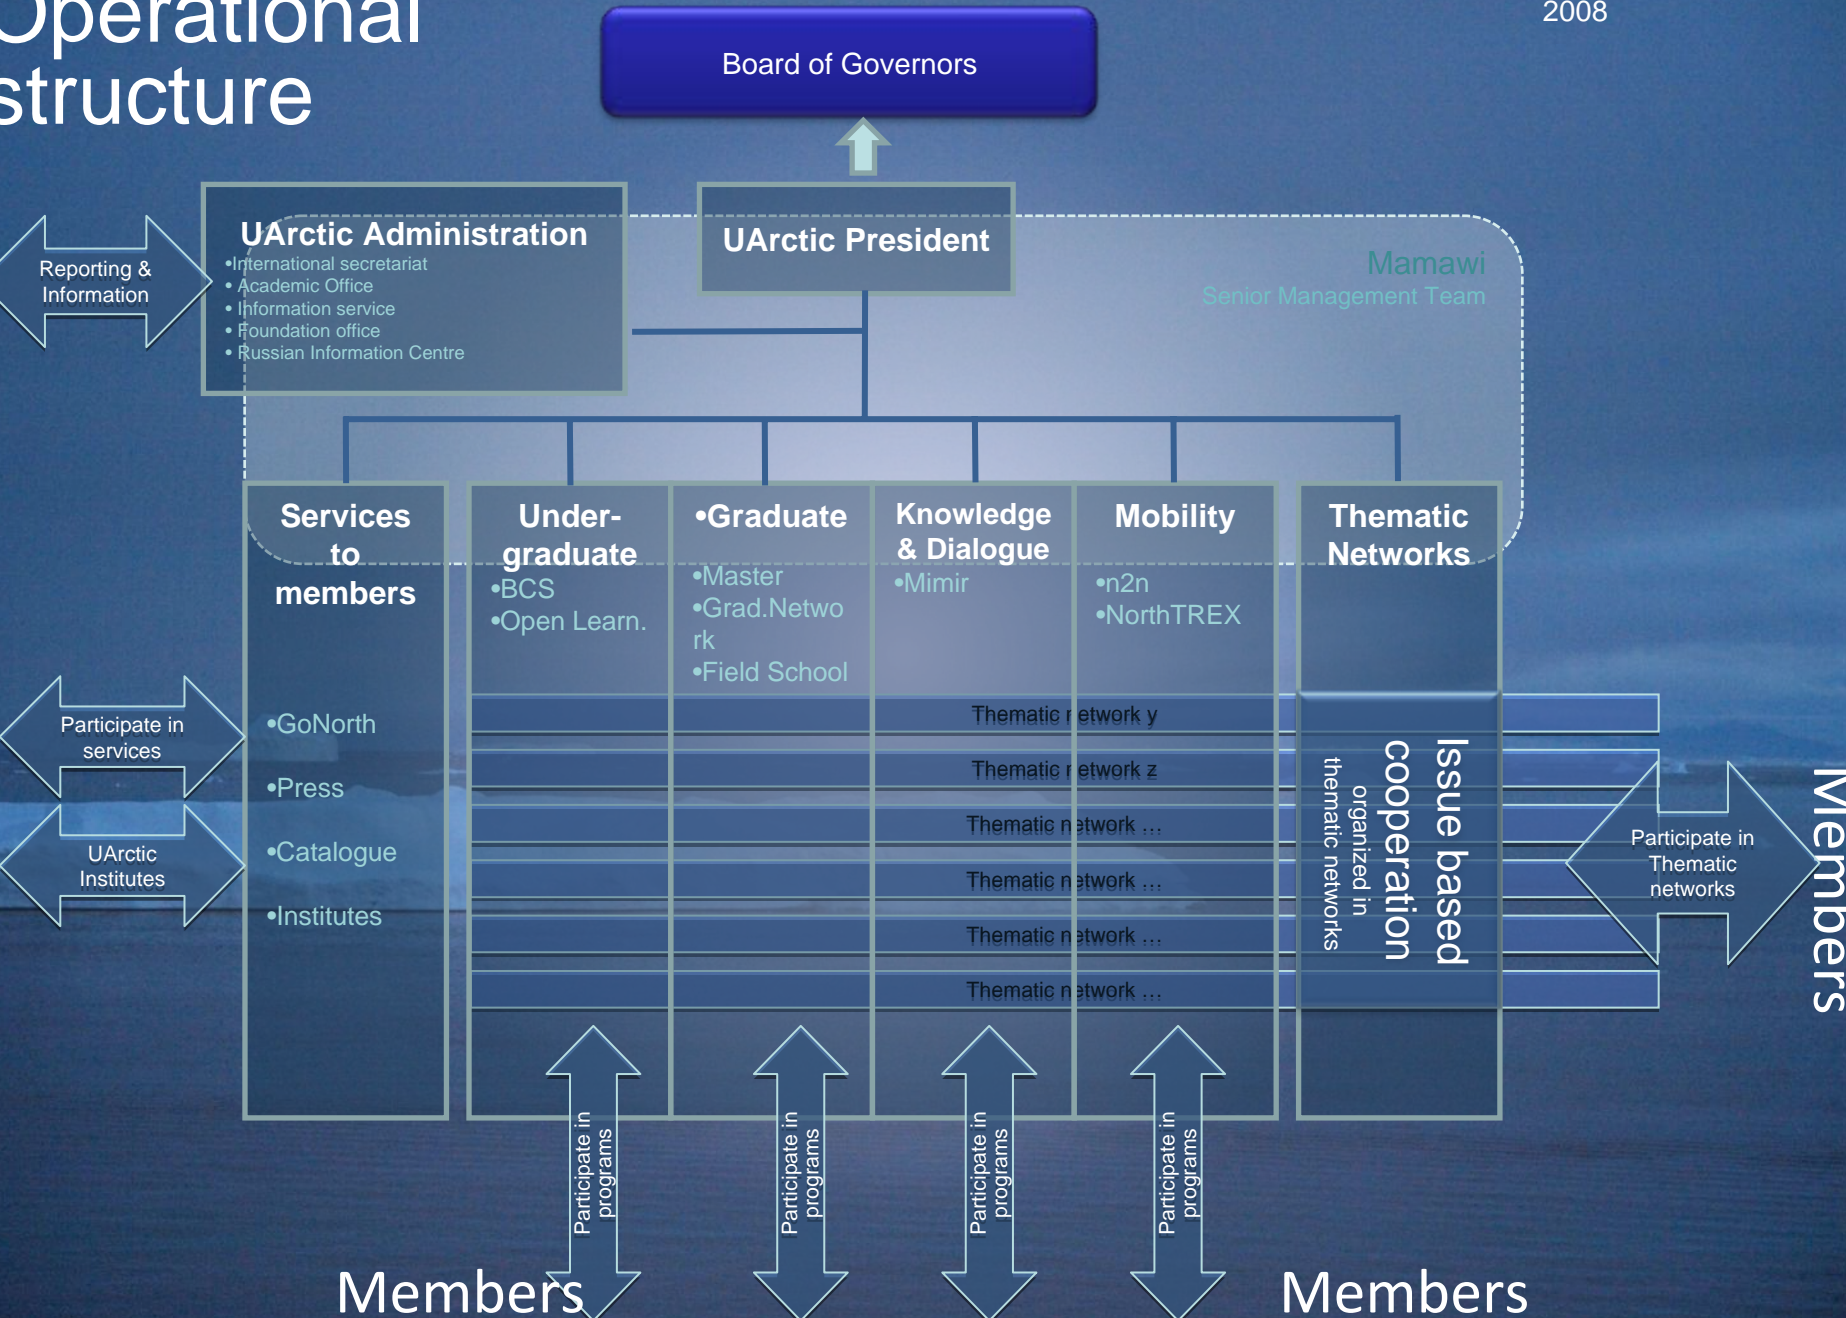 Operational
structure
2008
Board of Governors
UArctic Administration
•International secretariat
• Academic Office
• Information service
• Foundation office
• Russian Information Centre
UArctic President
Mamawi
Senior Management Team
Reporting &
Information
Services
to
members
•GoNorth
•Press
•Catalogue
•Institutes
Under-
graduate
•BCS
•Open Learn.
•Graduate
•Master
•Grad.Netwo
rk
•Field School
Knowledge
& Dialogue
•Mimir
Mobility
•n2n
•NorthTREX
Thematic
Networks
Thematic network y
Thematic network z
Thematic network ...
Thematic network ...
Thematic network ...
Thematic network ...
Issue based
cooperation
organized in
thematic networks
Participate in
services
UArctic
Institutes
Participate in
Thematic
networks
Members
Participate in
programs
Participate in
programs
Participate in
programs
Participate in
programs
Members
Members